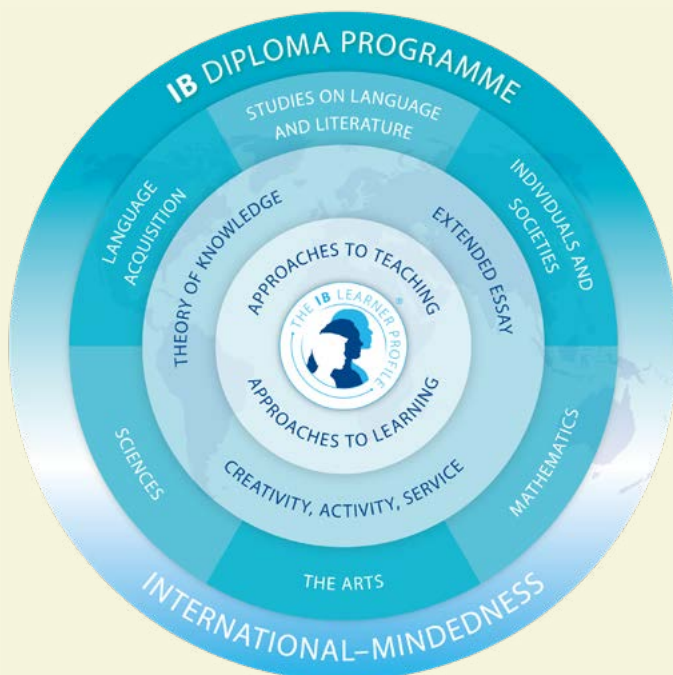 IB DIPLOMA PROGRAMME
STUDIES ON LANGUAGE
AND LITERATURE
LANGUAGE
ACQUISITION
INDIVIDUALS AND
SOCIETIES
THEORY OF KNOWLEDGE
EXTENDED ESSAY
APPROACHES TO TEACHING
THE IB LEARNER PROFILE®
APPROACHES TO LEARNING
CREATIVITY, ACTIVITY, SERVICE
SCIENCES
MATHEMATICS
THE ARTS
INTERNATIONAL–MINDEDNESS